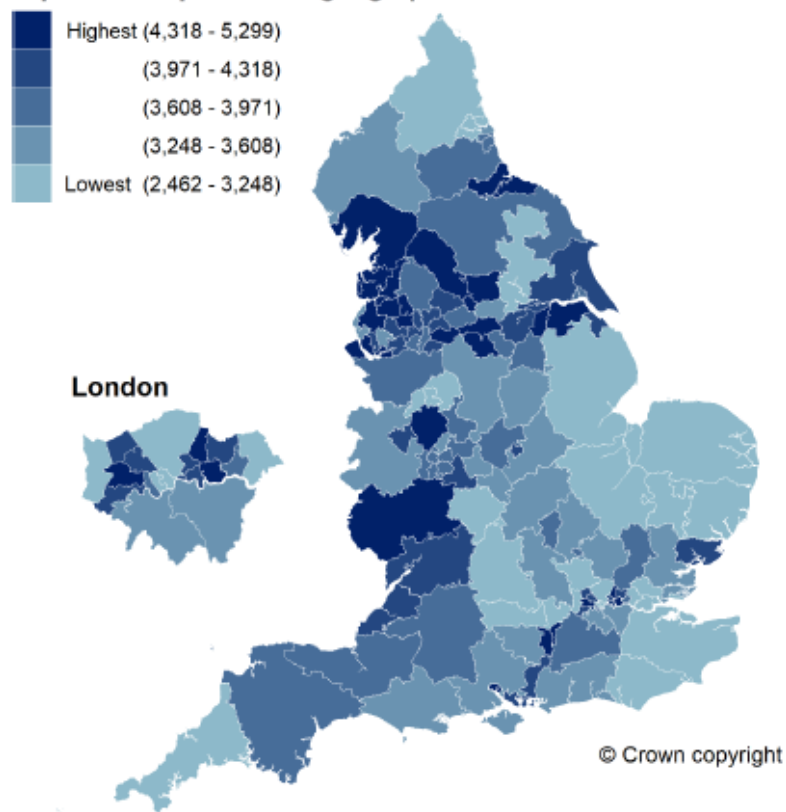 Highest (4,318 - 5,299)
(3,971 - 4,318)
(3,608 - 3,971)
(3,248 - 3,608)
Lowest (2,462 - 3,248)
London
© Crown copyright